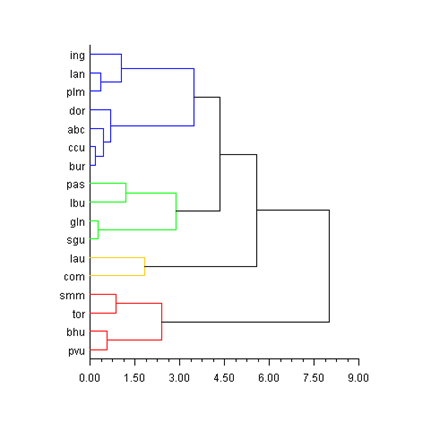 ing
lan
plm
dor
abc
ccu
bur
pas
lbu
gln
sgu
lau
com
smm
tor
bhu
pvu
0.00 1.50 3.00 4.50 6.00 7.50 9.00